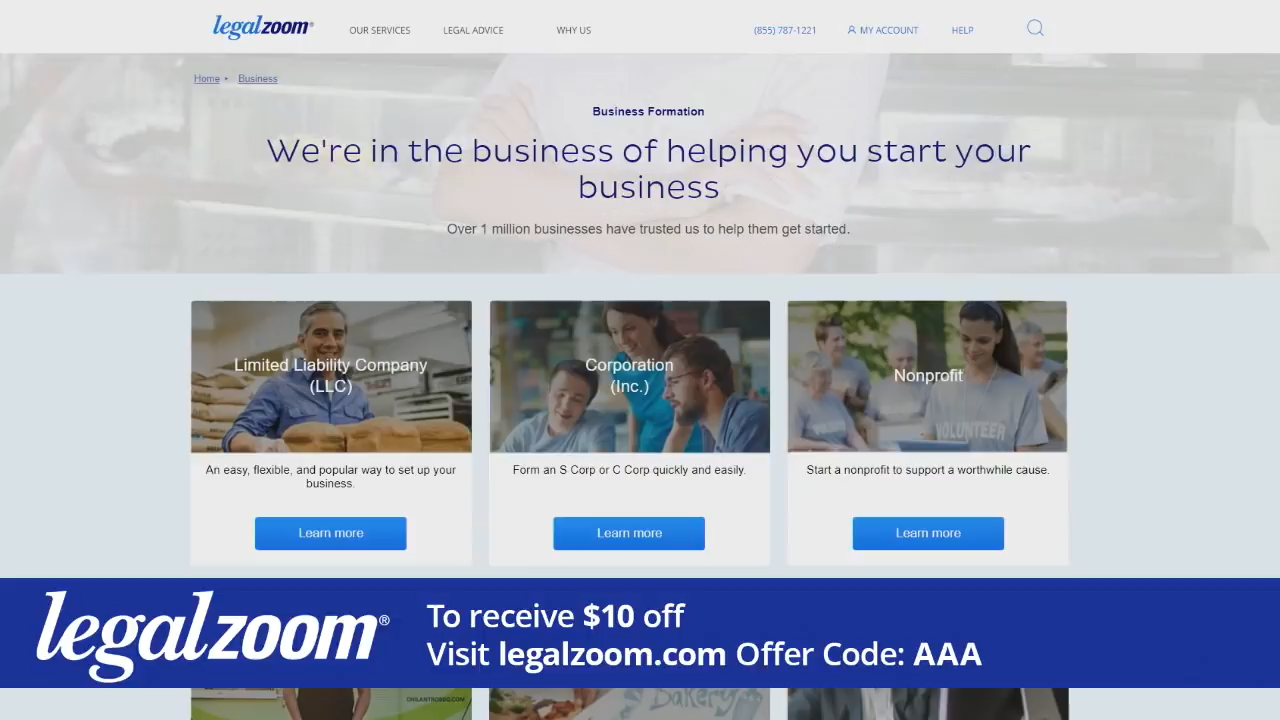 legalzoom®
OUR SERVICES
LEGAL ADVICE
WHY US
(855) 787-1221
MY ACCOUNT
HELP
Home • Business
Business Formation
We're in the business of helping you start your
business
Over 1 million businesses have trusted us to help them get started.
Limited Liability Company
(LLC)
An easy, flexible, and popular way to set up your
business.
Learn more
Corporation
(Inc.)
Form an S Corp or C Corp quickly and easily.
Learn more
Nonprofit
VOLUNTEER
Start a nonprofit to support a worthwhile cause.
Learn more
legalzoom®
To receive $10 off
Visit legalzoom.com Offer Code: AAA
Bakery